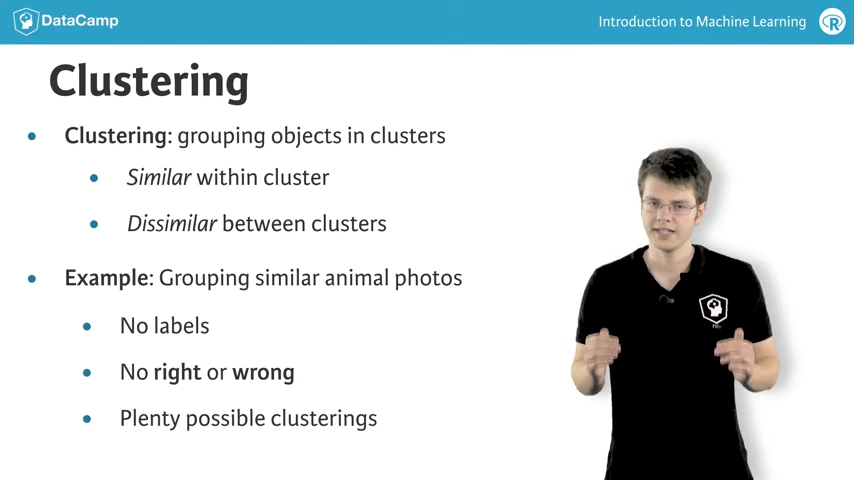 DataCamp
Introduction to Machine Learning
R
Clustering
Clustering: grouping objects in clusters
Similar within cluster
Dissimilar between clusters
Example: Grouping similar animal photos
No labels
No right or wrong
Plenty possible clusterings